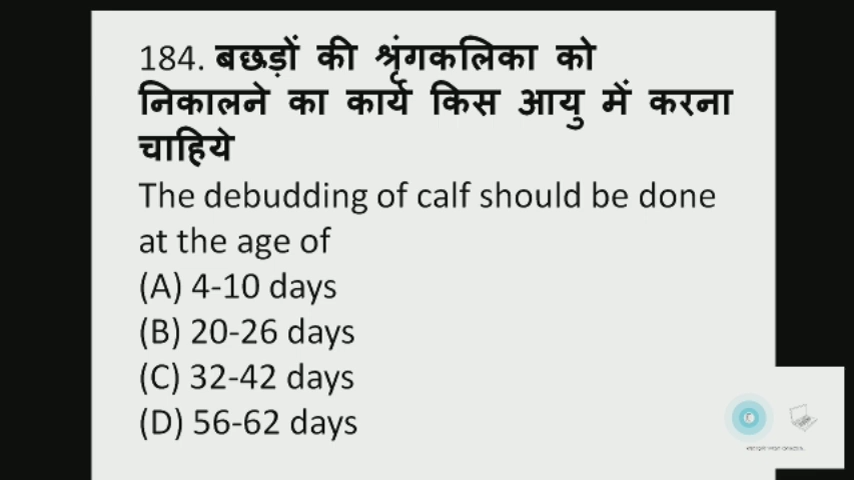 184. बछड़ों की श्रृंगकलिका को
निकालने का कार्य किस आयु में करना
चाहिये
The debudding of calf should be done
at the age of
(A) 4-10 days
(B) 20-26 days
(C) 32-42 days
(D) 56-62 days